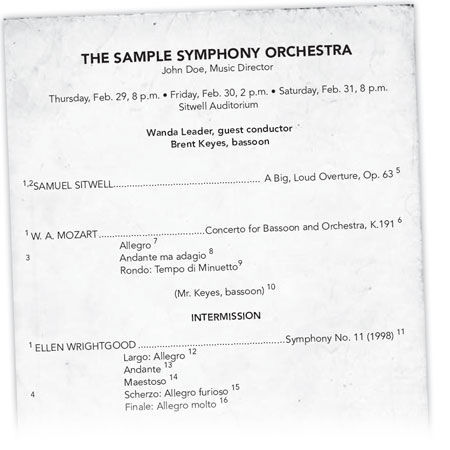 THE SAMPLE SYMPHONY ORCHESTRA
John Doe, Music Director
Thursday, Feb. 29, 8 p.m. • Friday, Feb. 30, 2 p.m. • Saturday, Feb. 31, 8 p.m.
Sitwell Auditorium
Wanda Leader, guest conductor
Brent Keyes, bassoon
1,2 SAMUEL SITWELL.................................................. A Big, Loud Overture, Op. 63 5
1 W. A. MOZART...................................Concerto for Bassoon and Orchestra, K.191 6
Allegro 7
3 Andante ma adagio 8
Rondo: Tempo di Minuetto 9
(Mr. Keyes, bassoon) 10
INTERMISSION
1 ELLEN WRIGHTGOOD .................................................Symphony No. 11 (1998) 11
Largo: Allegro 12
Andante 13
Maestoso 14
4 Scherzo: Allegro furioso 15
Finale: Allegro molto 16